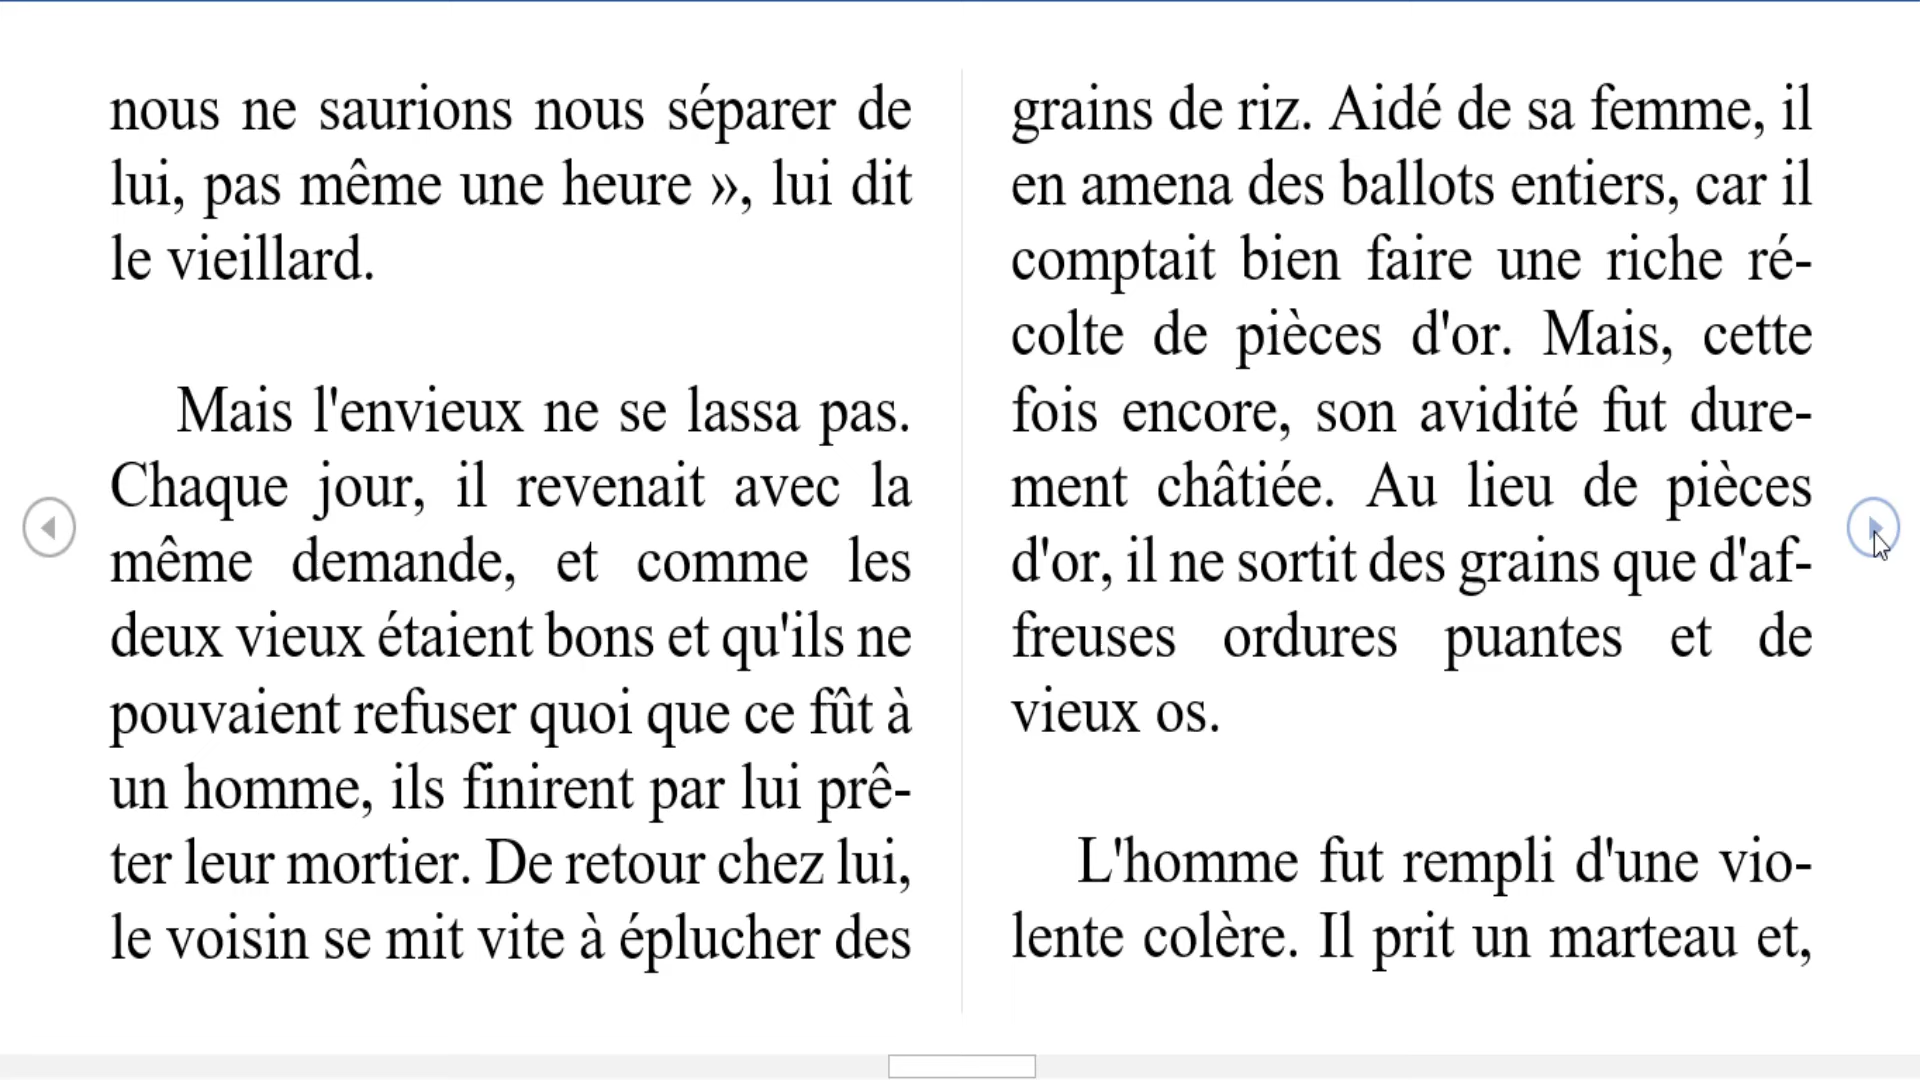 nous ne saurions nous séparer de
lui, pas même une heure », lui dit
le vieillard.
Mais l'envieux ne se lassa pas.
Chaque jour, il revenait avec la
même demande, et comme les
deux vieux étaient bons et qu'ils ne
pouvaient refuser quoi que ce fût à
un homme, ils finirent par lui prê-
ter leur mortier. De retour chez lui,
le voisin se mit vite à éplucher des
grains de riz. Aidé de sa femme, il
en amena des ballots entiers, car il
comptait bien faire une riche ré-
colte de pièces d'or. Mais, cette
fois encore, son avidité fut dure-
ment châtiée. Au lieu de pièces
d'or, il ne sortit des grains que d'af-
freuses ordures puantes et de
vieux os.
L'homme fut rempli d'une vio-
lente colère. Il prit un marteau et,